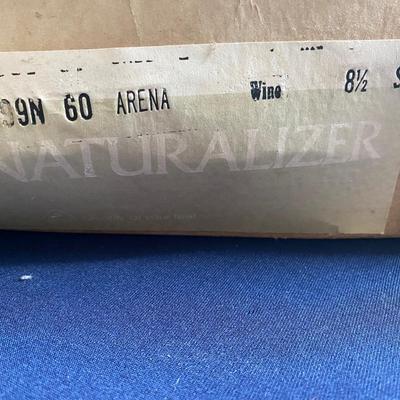 99N 60 ARENA Wine 8½ S
NATURALIZER